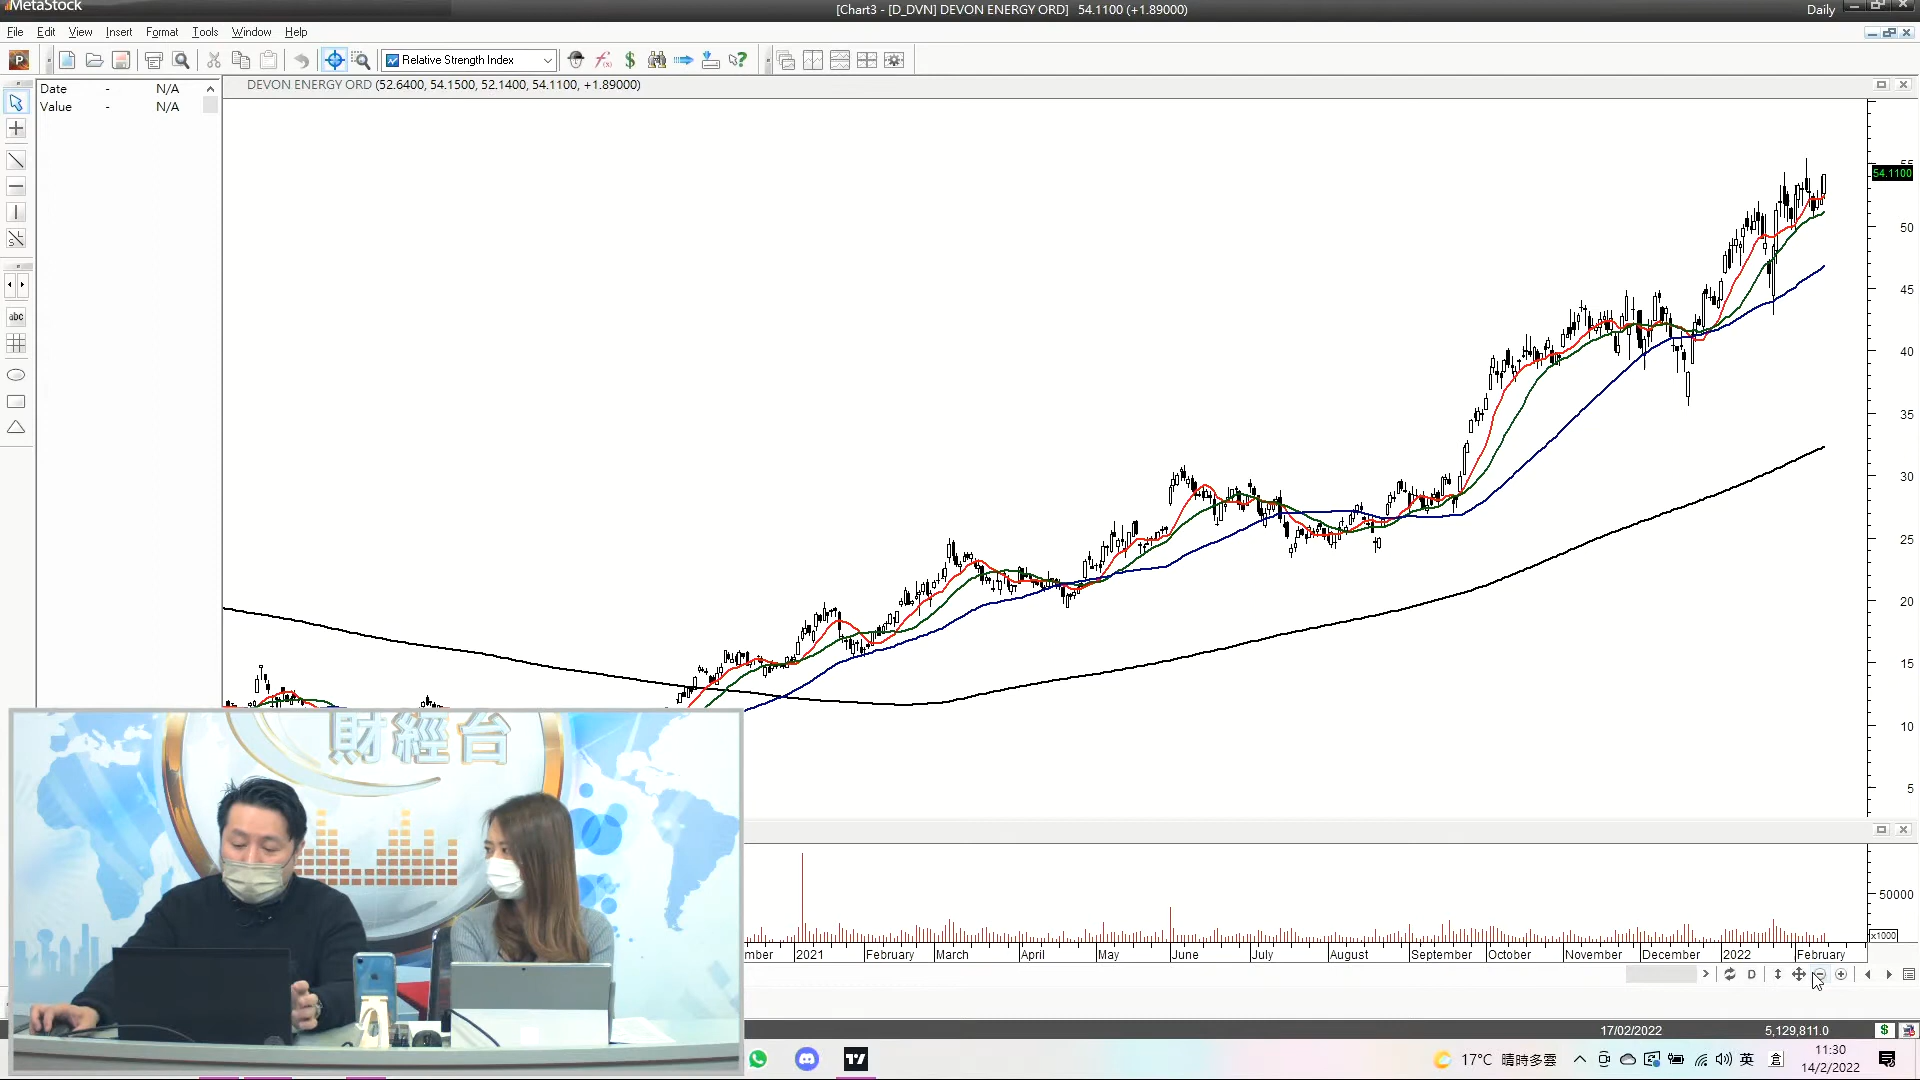 MetaStock
[Chart3 - [D_DVN] DEVON ENERGY ORD]   54.1100 (+1.89000)
Daily
File Edit View Insert Format Tools Window Help
Relative Strength Index
Date - N/A
Value - N/A
DEVON ENERGY ORD (52.6400, 54.1500, 52.1400, 54.1100, +1.89000)
abc
55
54.1100
50
45
40
35
30
25
20
15
10
5
財經台
50000
x1000
mber 2021 February March April May June July August September October November December 2022 February
D
17/02/2022 5,129,811.0
17°C 晴時多雲
英
11:30
14/2/2022